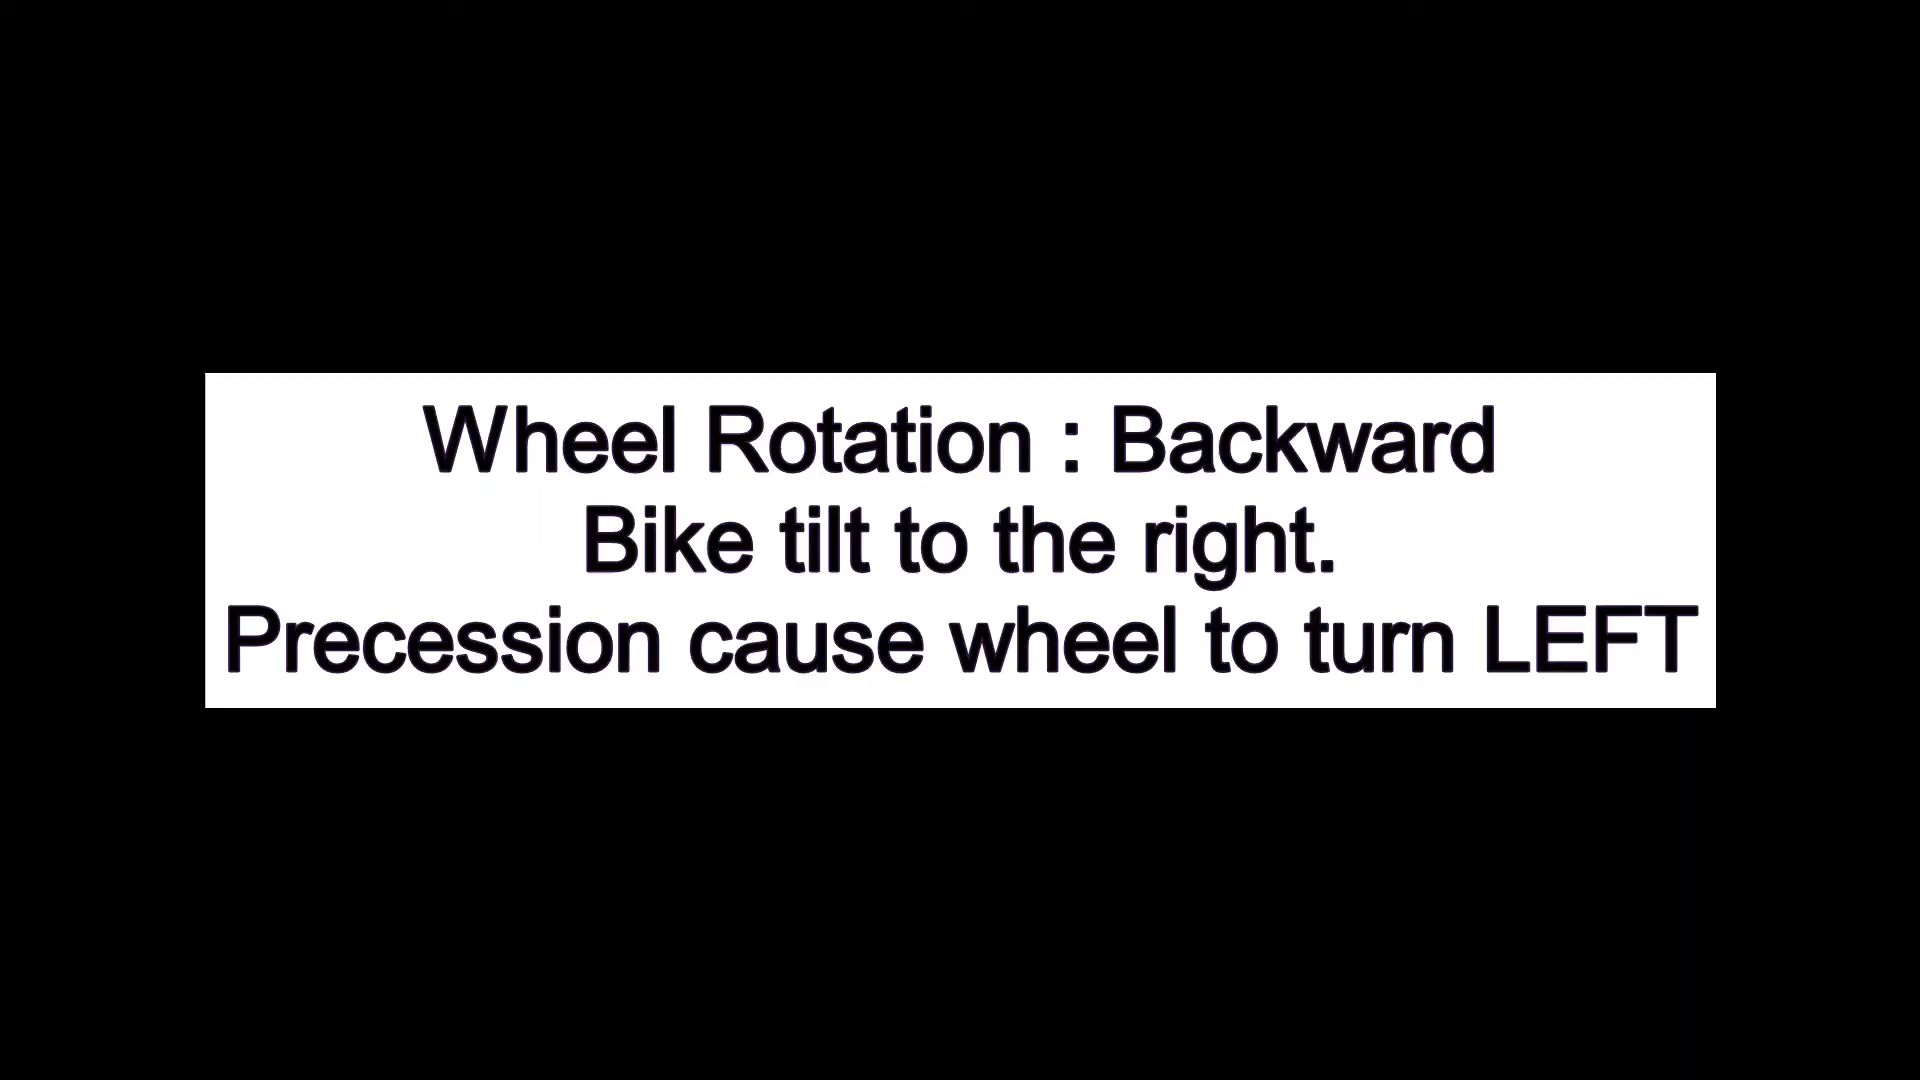 Wheel Rotation : Backward
Bike tilt to the right.
Precession cause wheel to turn LEFT